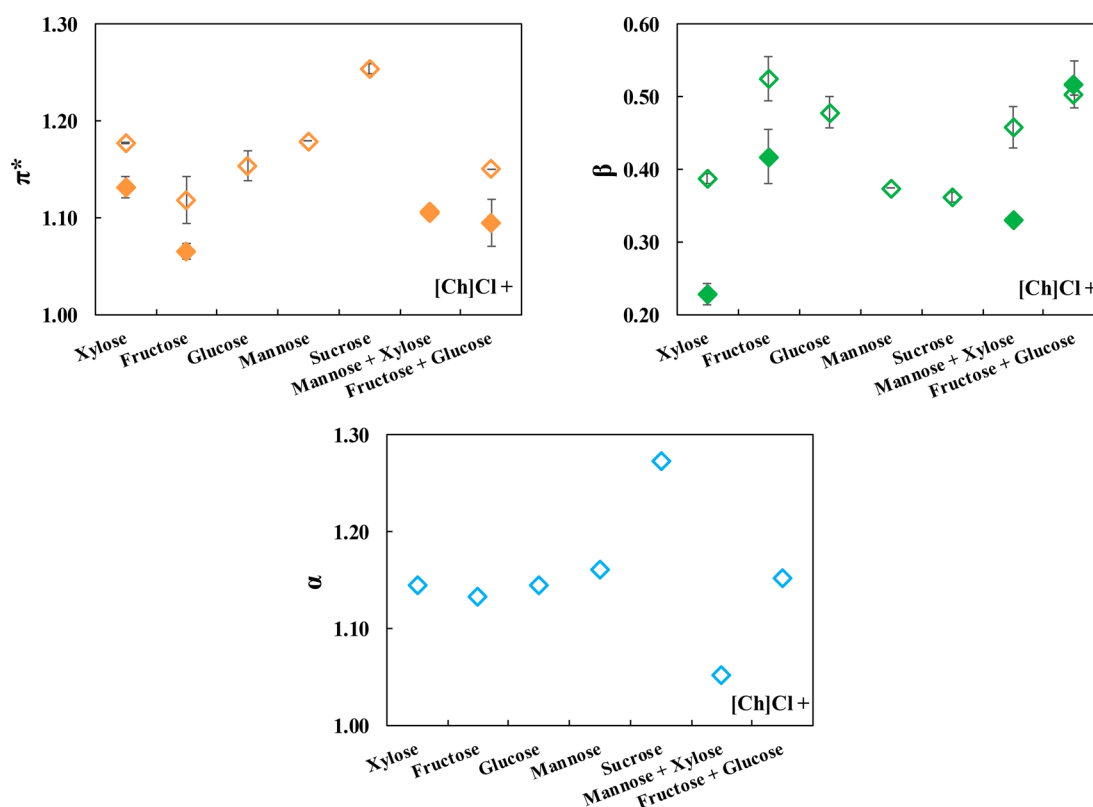 1.30
1.20
1.10
1.00
π*
[Ch]Cl +
Xylose
Fructose
Glucose
Mannose
Sucrose
Mannose + Xylose
Fructose + Glucose
0.60
0.50
0.40
0.30
0.20
β
[Ch]Cl +
Xylose
Fructose
Glucose
Mannose
Sucrose
Mannose + Xylose
Fructose + Glucose
1.30
1.20
1.10
1.00
α
[Ch]Cl +
Xylose
Fructose
Glucose
Mannose
Sucrose
Mannose + Xylose
Fructose + Glucose